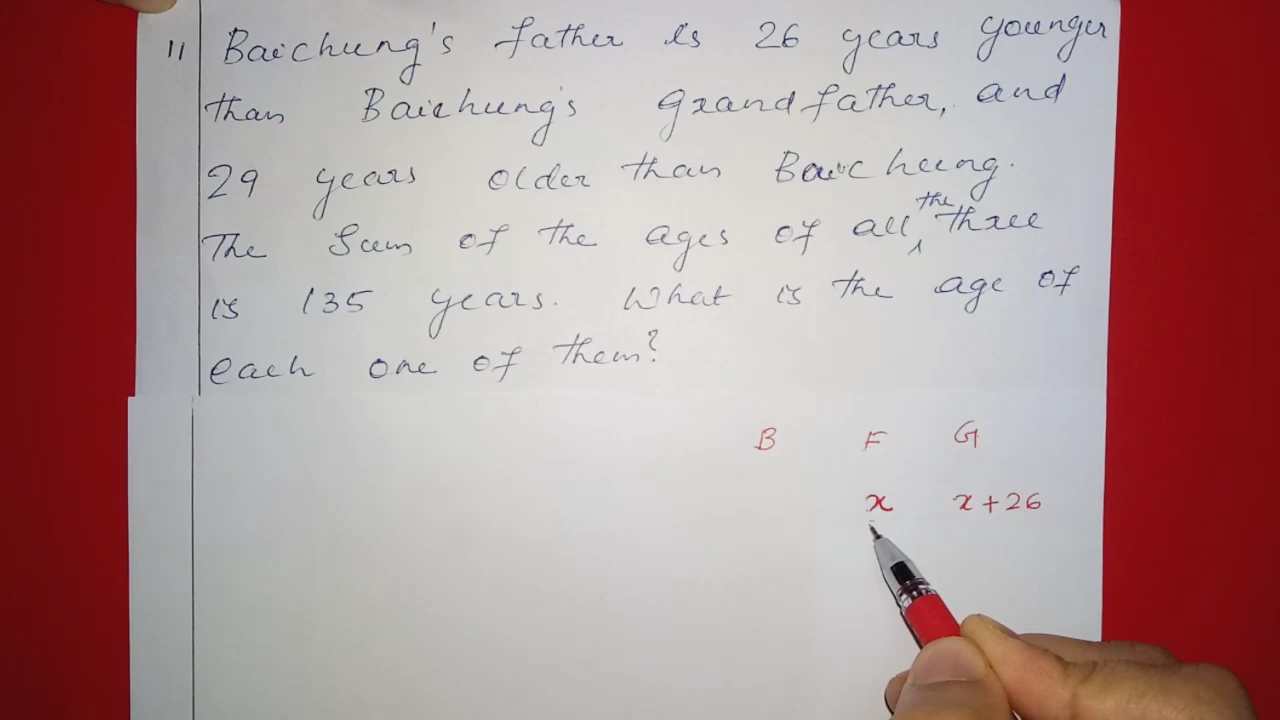 11 Baichung's father is 26 years younger
than Baichung's grandfather, and
29 years older than Baicheung.
The Sum of the ages of all the three
is 135 years. What is the age of
each one of them?
B F G
x x+26